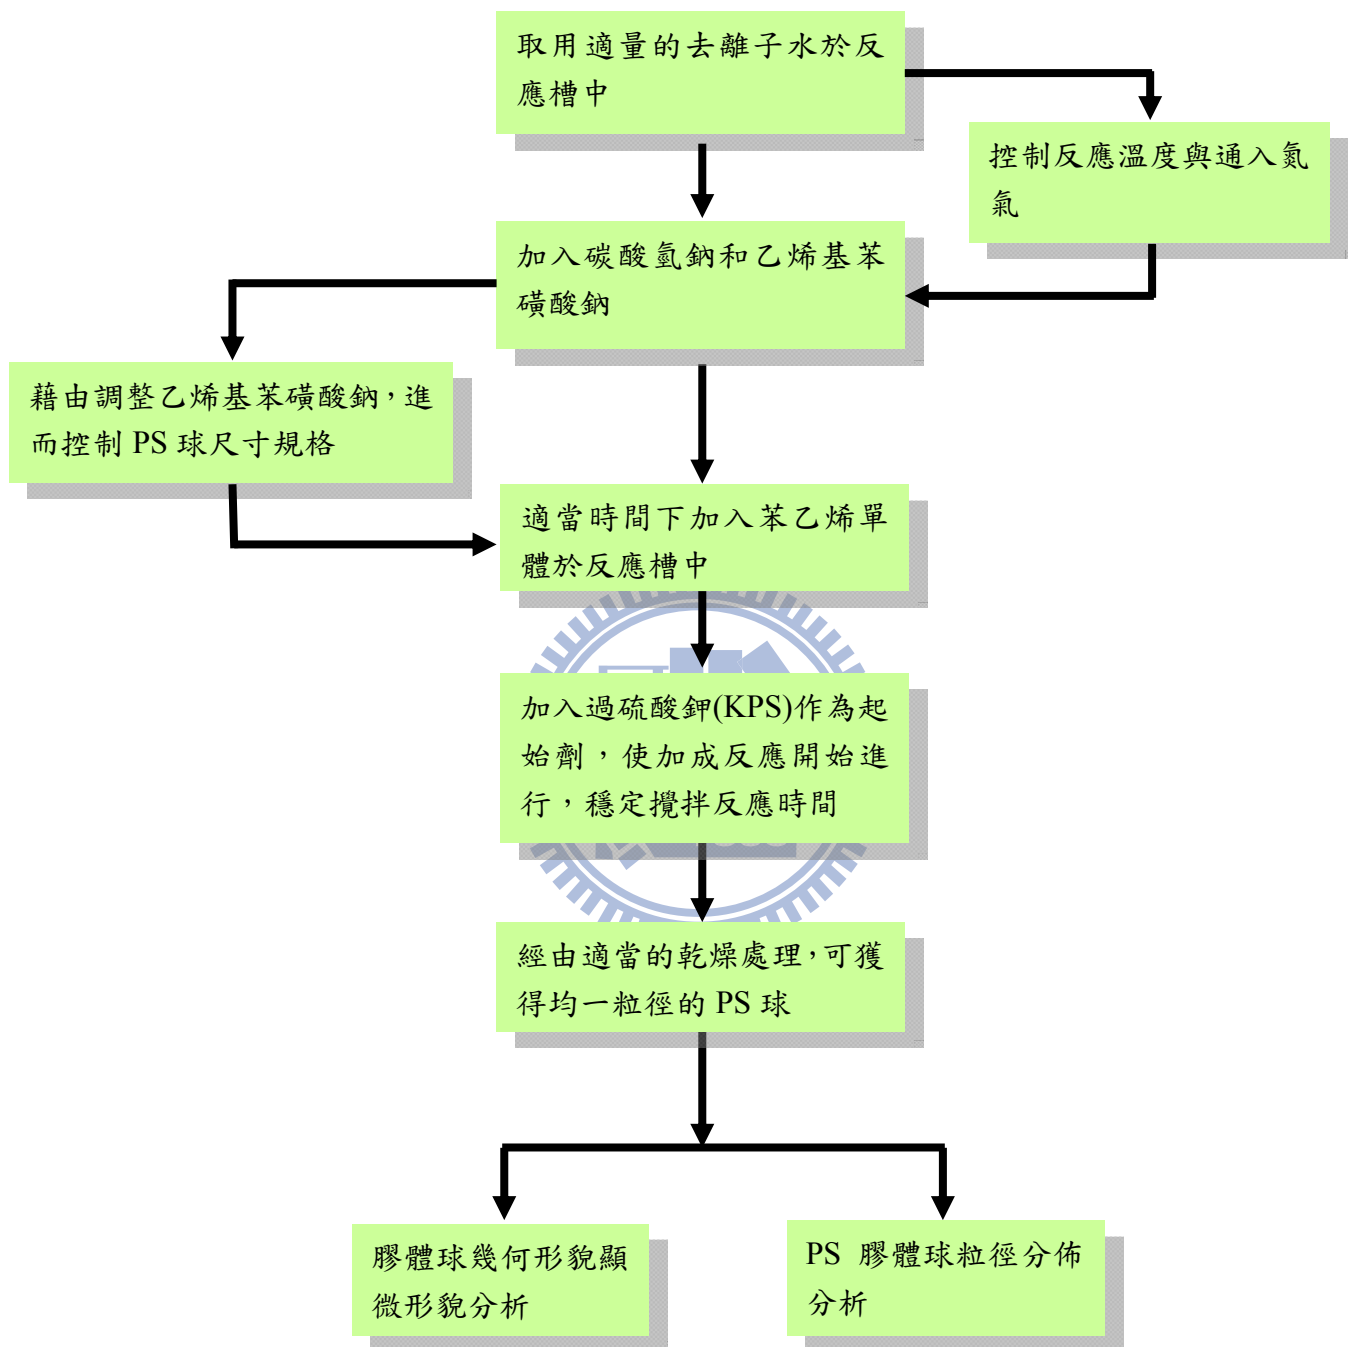 取用適量的去離子水於反
應槽中
控制反應溫度與通入氮
氣
加入碳酸氫鈉和乙烯基苯
磺酸鈉
藉由調整乙烯基苯磺酸鈉，進
而控制 PS 球尺寸規格
適當時間下加入苯乙烯單
體於反應槽中
加入過硫酸鉀(KPS)作為起
始劑，使加成反應開始進
行，穩定攪拌反應時間
經由適當的乾燥處理，可獲
得均一粒徑的 PS 球
膠體球幾何形貌顯
微形貌分析
PS 膠體球粒徑分佈
分析